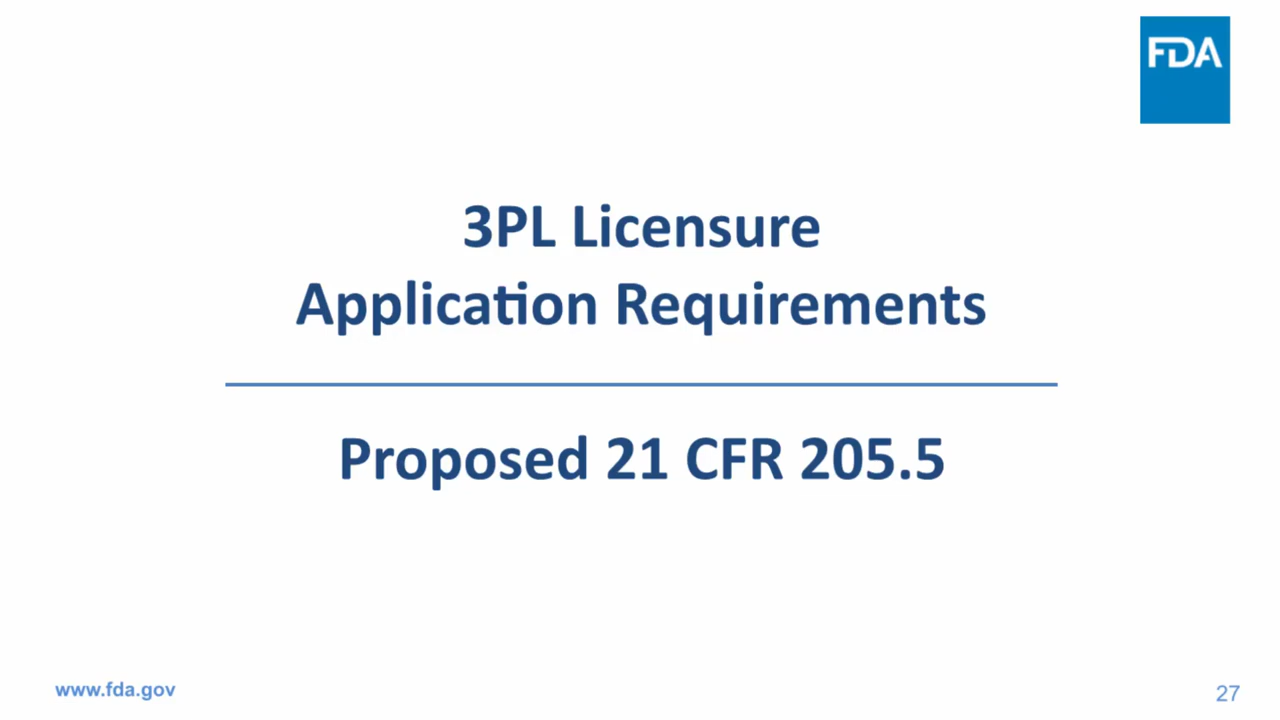 FDA
3PL Licensure
Application Requirements
Proposed 21 CFR 205.5
www.fda.gov
27